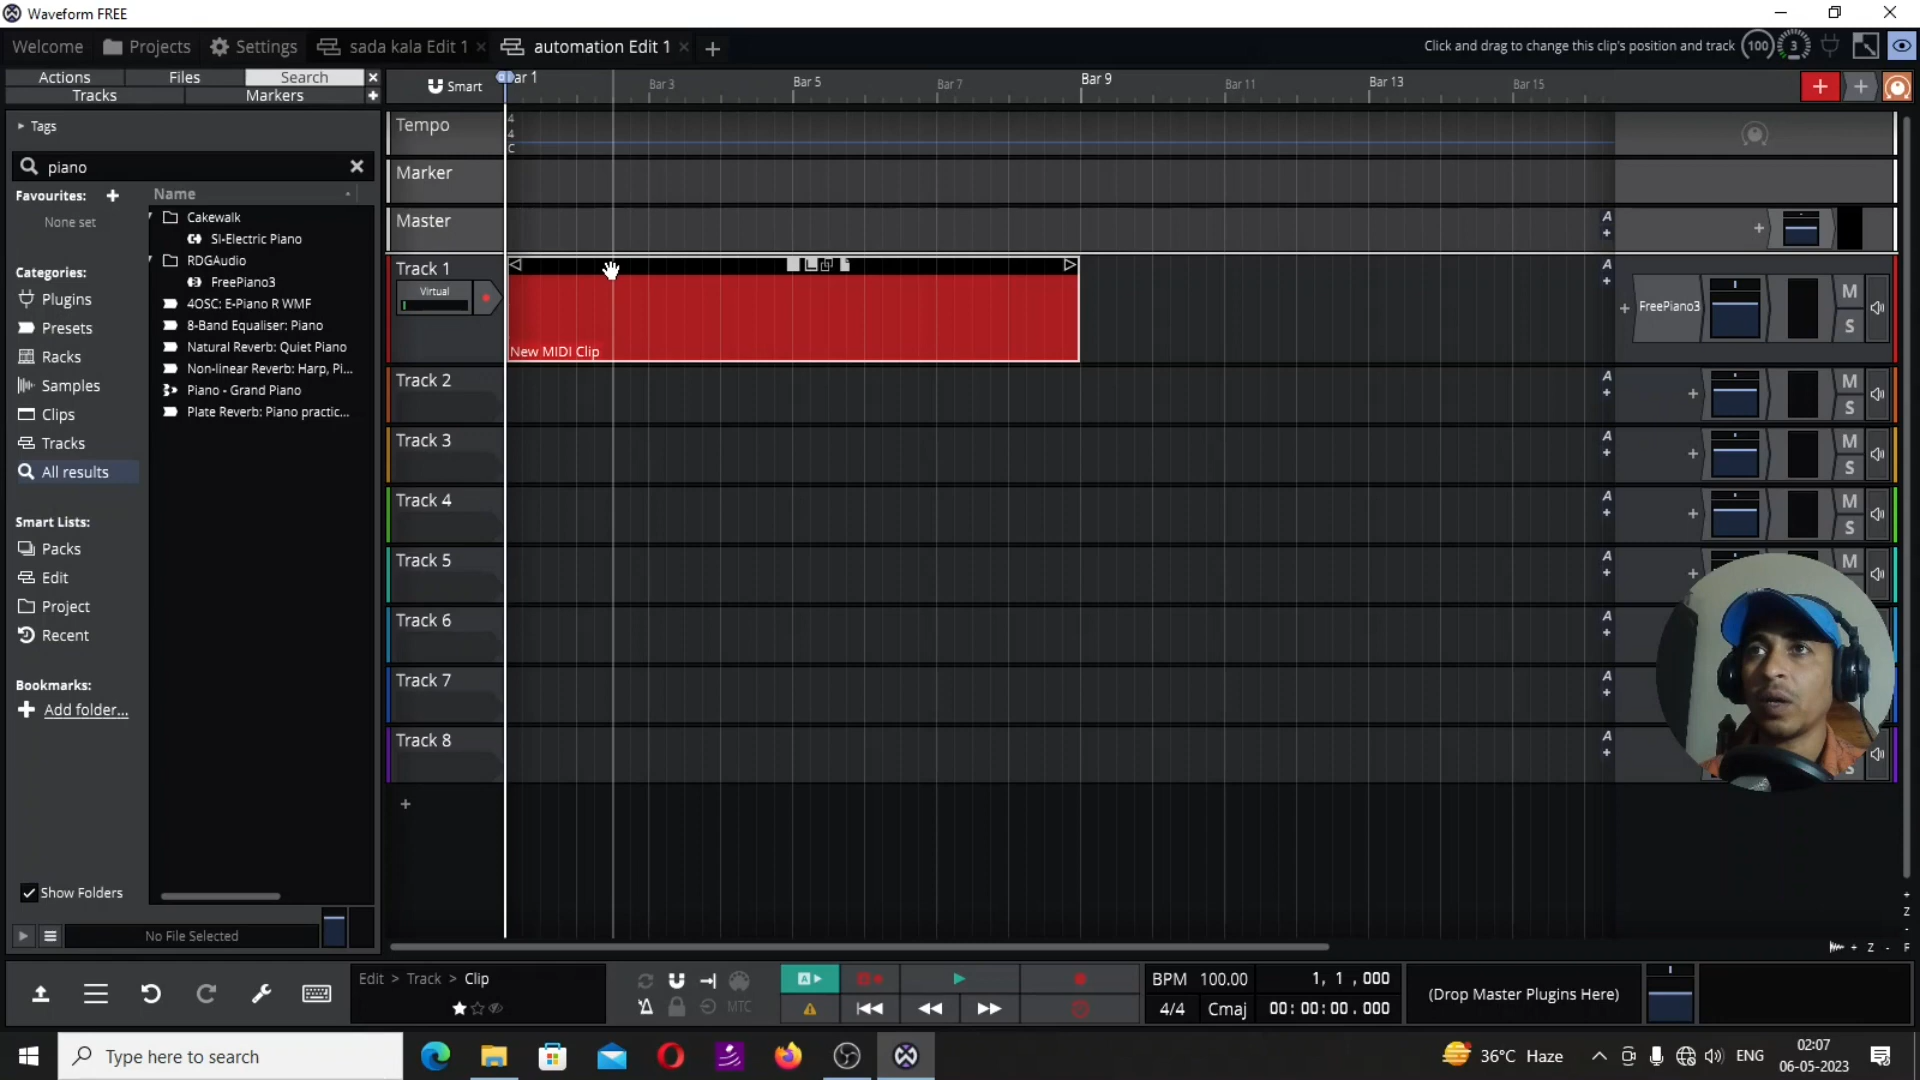 Waveform FREE
Welcome Projects Settings sada kala Edit 1 automation Edit 1
Click and drag to change this clip's position and track 100 3
Actions Files Search
Tracks Markers
Smart
Bar 1 Bar 3 Bar 5 Bar 7 Bar 9 Bar 11 Bar 13 Bar 15
Tags
piano
Favourites:
None set
Categories:
Plugins
Presets
Racks
Samples
Clips
Tracks
All results
Smart Lists:
Packs
Edit
Project
Recent
Bookmarks:
Add folder...
Show Folders
No File Selected
Name
Cakewalk
SI-Electric Piano
RDGAudio
FreePiano3
4OSC: E-Piano R WMF
8-Band Equaliser: Piano
Natural Reverb: Quiet Piano
Non-linear Reverb: Harp, Pi...
Piano - Grand Piano
Plate Reverb: Piano practic...
Tempo
4
4
C
Marker
Master
A
Track 1
Virtual
New MIDI Clip
A
FreePiano3
M
S
Track 2
A
M
S
Track 3
A
M
S
Track 4
A
M
S
Track 5
A
M
Track 6
A
Track 7
A
Track 8
A
S
Z
Z F
Edit > Track > Clip
MTC
A
BPM 100.00 1, 1 ,000
4/4 Cmaj 00:00:00.000
(Drop Master Plugins Here)
Type here to search
36°C Haze
ENG
02:07
06-05-2023